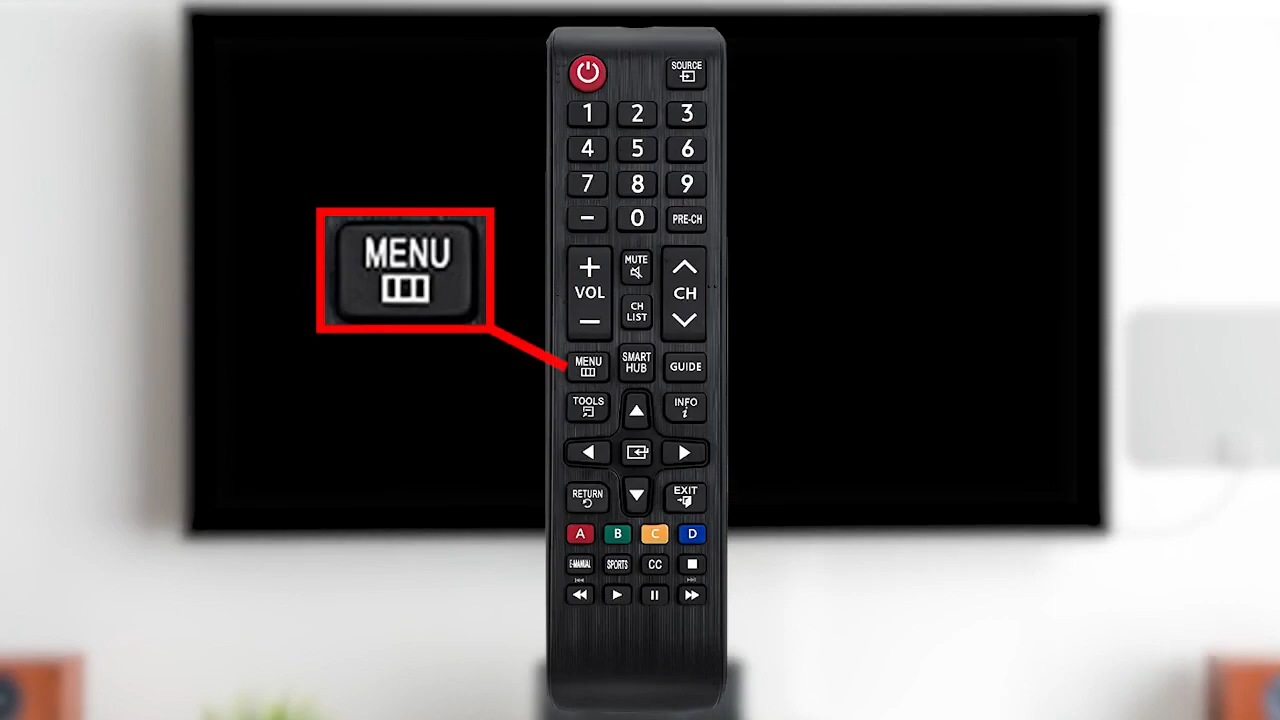 SOURCE
1 2 3
4 5 6
7 8 9
– 0 PRE-CH
MENU
+ MUTE
VOL CH
– CH
LIST
MENU SMART
HUB GUIDE
TOOLS INFO
i
RETURN EXIT
A B C D
E-MANUAL SPORTS CC